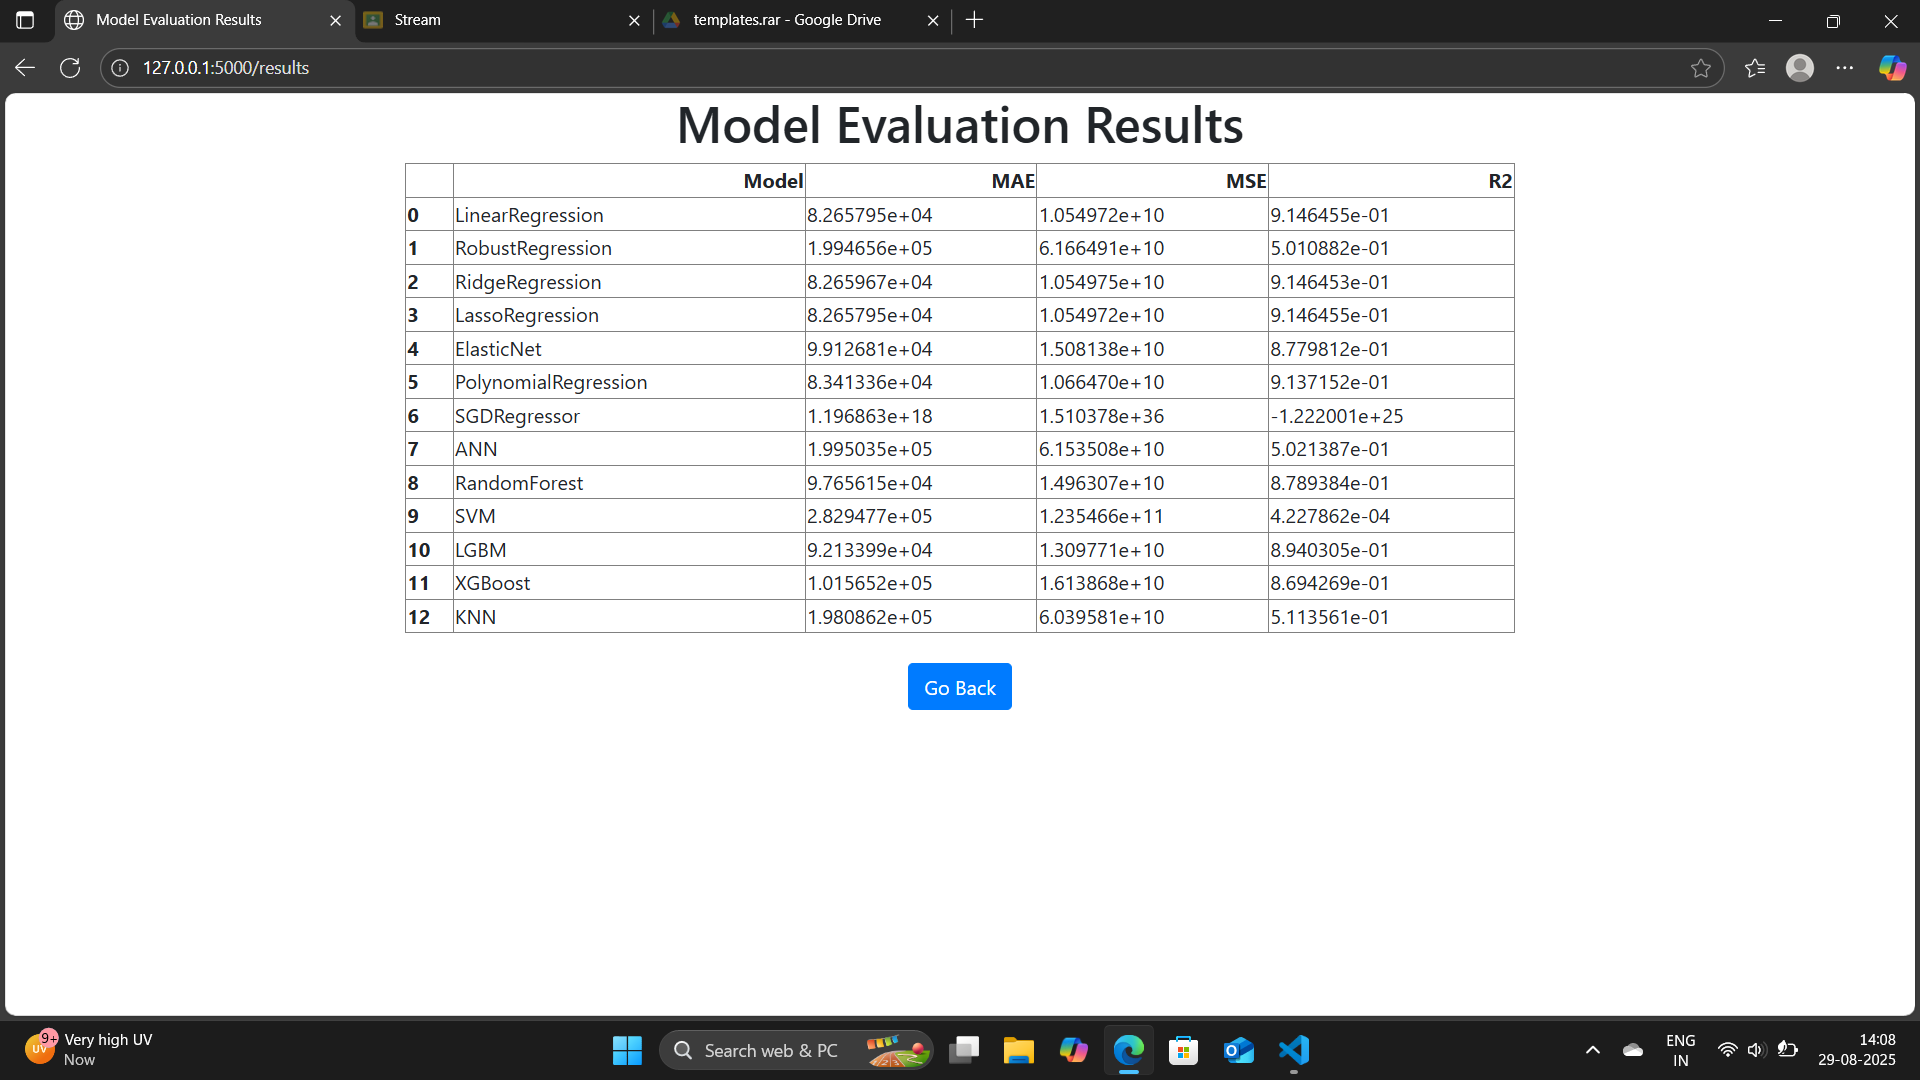 Model Evaluation Results
Stream
templates.rar - Google Drive
127.0.0.1:5000/results
Model Evaluation Results
Model MAE MSE R2
0 LinearRegression 8.265795e+04 1.054972e+10 9.146455e-01
1 RobustRegression 1.994656e+05 6.166491e+10 5.010882e-01
2 RidgeRegression 8.265967e+04 1.054975e+10 9.146453e-01
3 LassoRegression 8.265795e+04 1.054972e+10 9.146455e-01
4 ElasticNet 9.912681e+04 1.508138e+10 8.779812e-01
5 PolynomialRegression 8.341336e+04 1.066470e+10 9.137152e-01
6 SGDRegressor 1.196863e+18 1.510378e+36 -1.222001e+25
7 ANN 1.995035e+05 6.153508e+10 5.021387e-01
8 RandomForest 9.765615e+04 1.496307e+10 8.789384e-01
9 SVM 2.829477e+05 1.235466e+11 4.227862e-04
10 LGBM 9.213399e+04 1.309771e+10 8.940305e-01
11 XGBoost 1.015652e+05 1.613868e+10 8.694269e-01
12 KNN 1.980862e+05 6.039581e+10 5.113561e-01
Go Back
9+
UV
Very high UV
Now
Search web & PC
ENG
IN
14:08
29-08-2025